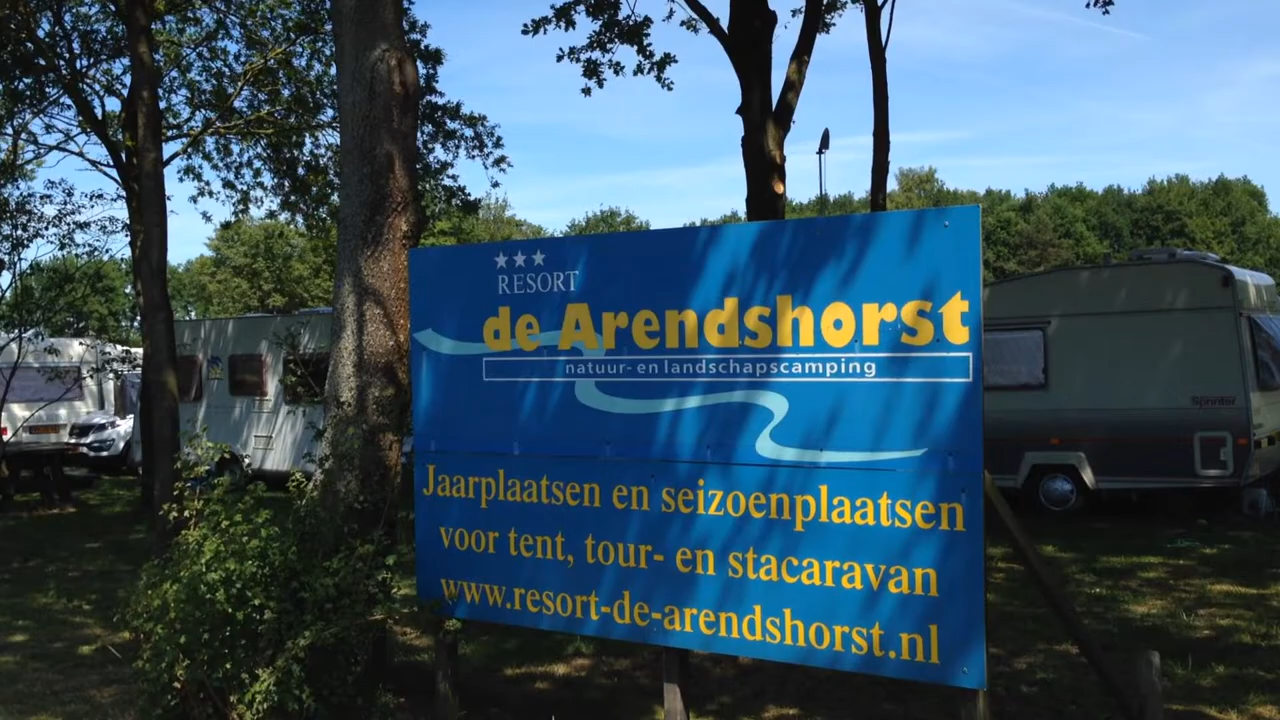 ★★★
RESORT
de Arendshorst
natuur- en landschapscamping
Jaarplaatsen en seizoenplaatsen
voor tent, tour- en stacaravan
www.resort-de-arendshorst.nl
Sprinter